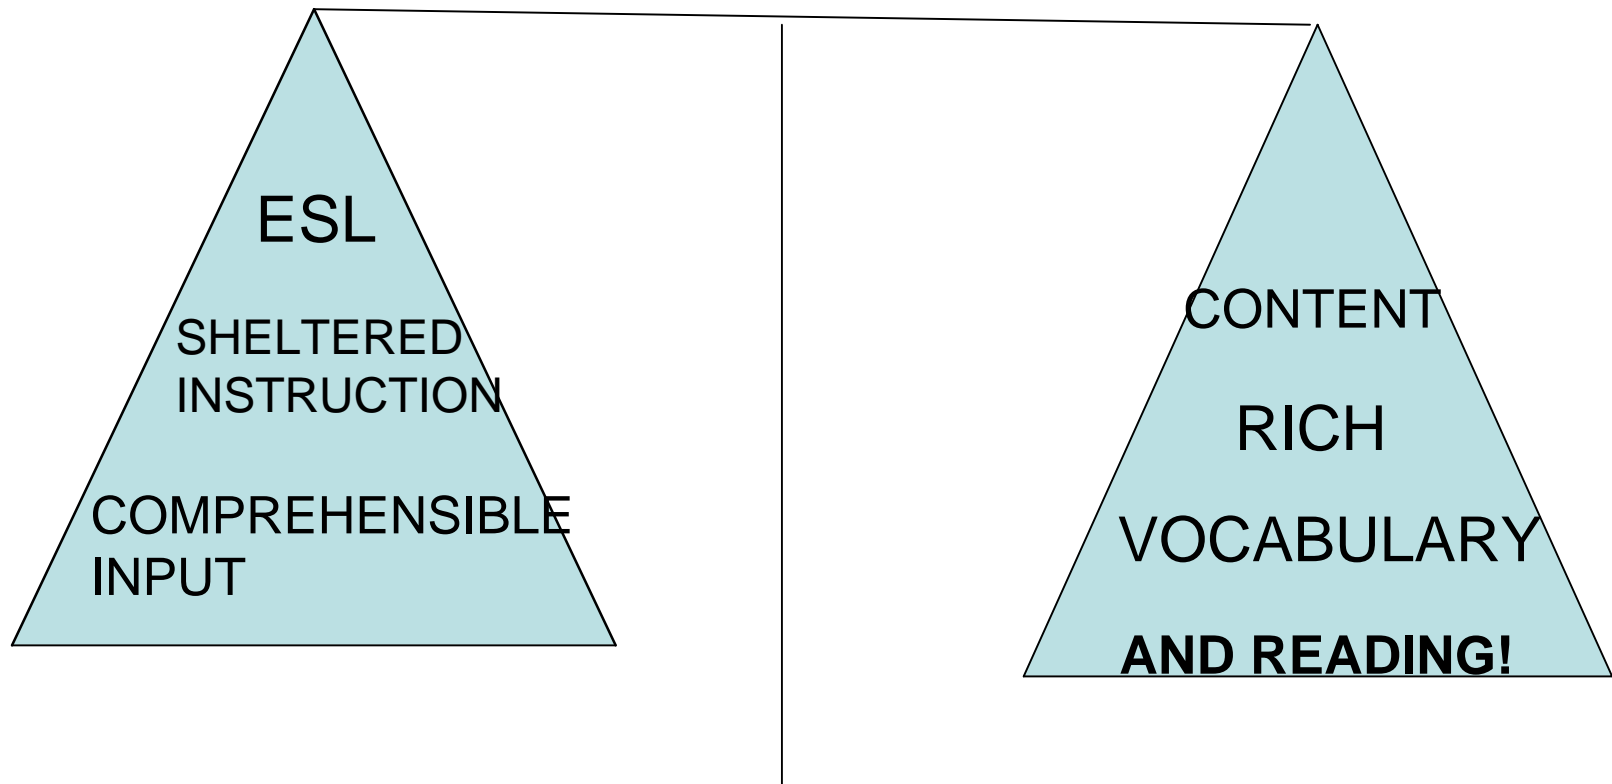 ESL
SHELTERED
INSTRUCTION
COMPREHENSIBLE
INPUT
CONTENT
RICH
VOCABULARY
AND READING!